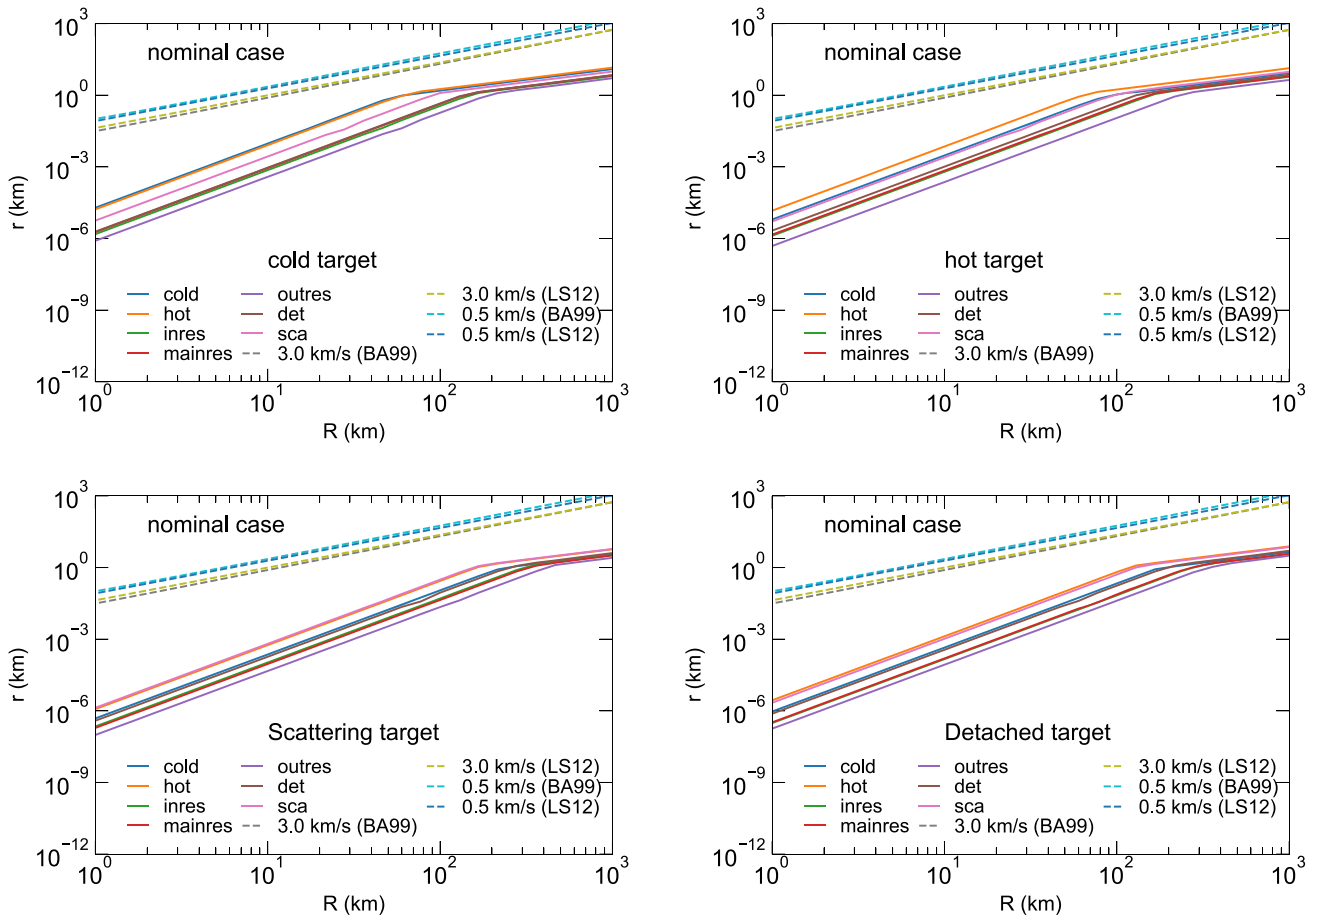 10^3
nominal case
10^0
r (km)
10^-3
10^-6
cold target
10^-9
cold
outres
3.0 km/s (LS12)
hot
det
0.5 km/s (BA99)
inres
sca
0.5 km/s (LS12)
mainres
3.0 km/s (BA99)
10^-12
10^0
10^1
10^2
10^3
R (km)
10^3
nominal case
10^0
r (km)
10^-3
10^-6
hot target
10^-9
cold
outres
3.0 km/s (LS12)
hot
det
0.5 km/s (BA99)
inres
sca
0.5 km/s (LS12)
mainres
3.0 km/s (BA99)
10^-12
10^0
10^1
10^2
10^3
R (km)
10^3
nominal case
10^0
r (km)
10^-3
10^-6
Scattering target
10^-9
cold
outres
3.0 km/s (LS12)
hot
det
0.5 km/s (BA99)
inres
sca
0.5 km/s (LS12)
mainres
3.0 km/s (BA99)
10^-12
10^0
10^1
10^2
10^3
R (km)
10^3
nominal case
10^0
r (km)
10^-3
10^-6
Detached target
10^-9
cold
outres
3.0 km/s (LS12)
hot
det
0.5 km/s (BA99)
inres
sca
0.5 km/s (LS12)
mainres
3.0 km/s (BA99)
10^-12
10^0
10^1
10^2
10^3
R (km)